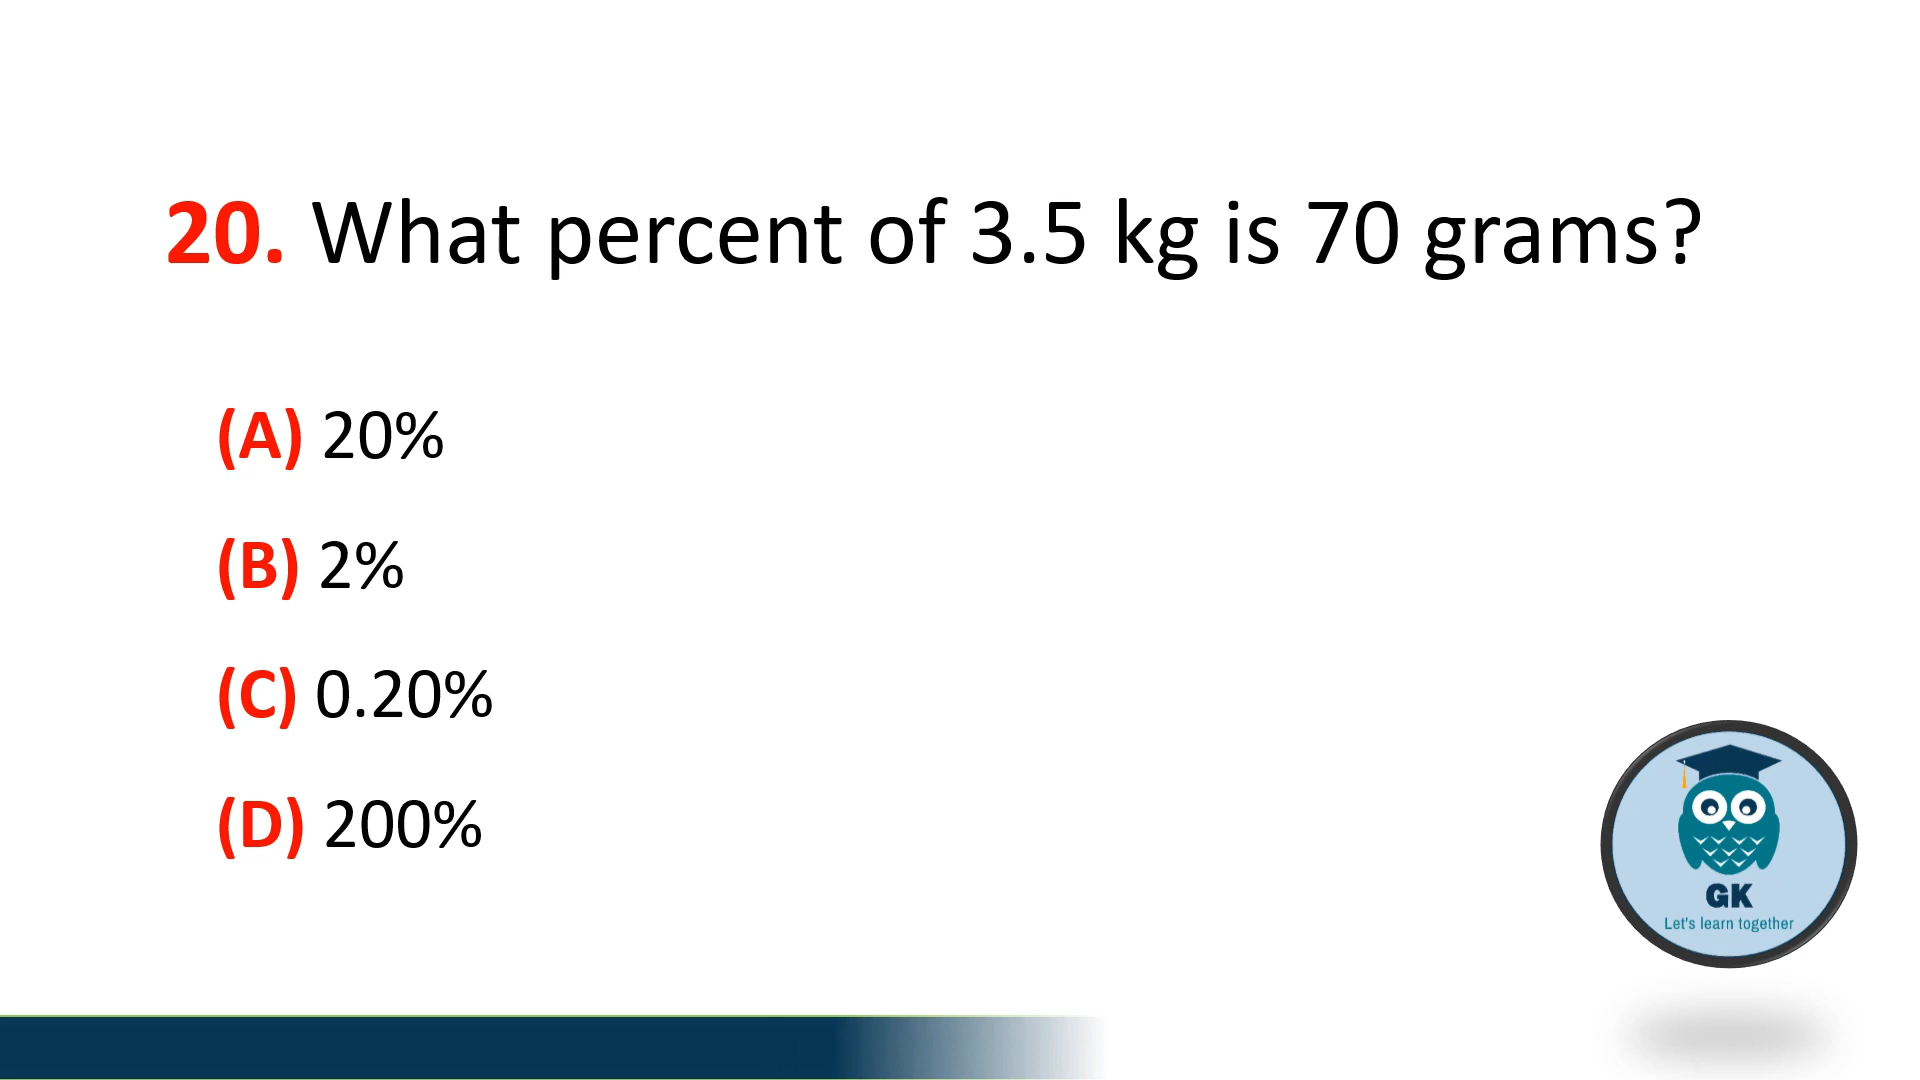 20. What percent of 3.5 kg is 70 grams?
(A) 20%
(B) 2%
(C) 0.20%
(D) 200%
GK
Let's learn together